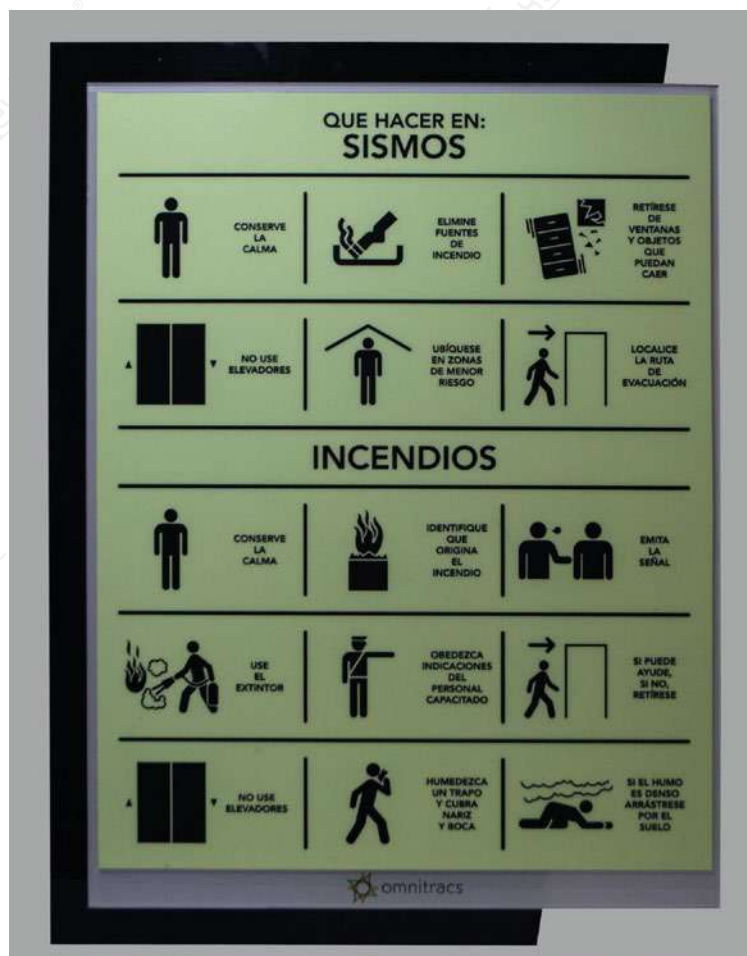 QUE HACER EN:
SISMOS
CONSERVE
LA
CALMA
ELIMINE
FUENTES
DE
INCENDIO
RETÍRESE
DE
VENTANAS
Y OBJETOS
QUE
PUEDAN
CAER
NO USE
ELEVADORES
UBÍQUESE
EN ZONAS
DE MENOR
RIESGO
LOCALICE
LA RUTA
DE
EVACUACIÓN
INCENDIOS
CONSERVE
LA
CALMA
IDENTIFIQUE
QUE
ORIGINA
EL
INCENDIO
EMITA
LA
SEÑAL
USE
EL
EXTINTOR
OBEDEZCA
INDICACIONES
DEL
PERSONAL
CAPACITADO
SI PUEDE
AYUDE,
SI NO,
RETÍRESE
NO USE
ELEVADORES
HUMEDEZCA
UN TRAPO
Y CUBRA
NARIZ
Y BOCA
SI EL HUMO
ES DENSO
ARRÁSTRESE
POR EL
SUELO
omnitracs